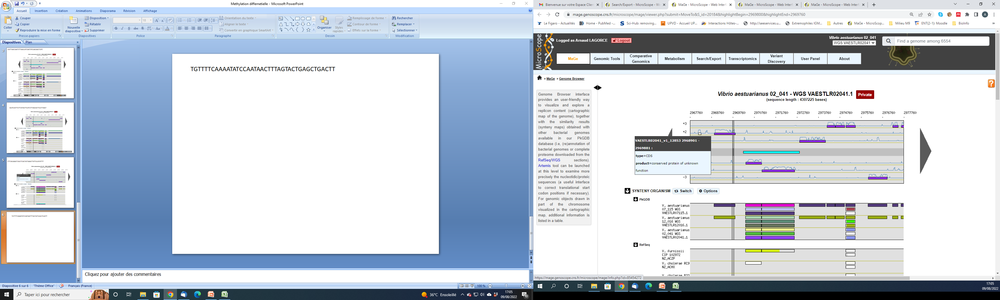 Methylation differnetielle - Microsoft PowerPoint
Accueil Insertion Création Animations Diaporama Révision Affichage
Coller
Couper
Copier
Reproduire la mise en forme
Presse-papiers
Nouvelle diapositive
Disposition
Rétablir
Supprimer
Diapositives
18
Police
Orientation du texte
Aligner le texte
Convertir en graphique SmartArt
Paragraphe
Organiser
Styles rapides
Remplissage de forme
Contour de forme
Effets sur la forme
Dessin
Rechercher
Remplacer
Sélectionner
Modification
Diapositives Plan
3
4
5
6
TGTTTTCAAAATATCCAATAACTTTAGTACTGAGCTGACTT
TGTTTTCAAAATATCCAATAACTTTAGTACTGAGCTGACTT
Cliquez pour ajouter des commentaires
Diapositive 6 sur 6 "Thème Office" Français (France) 100 %
Taper ici pour rechercher
36°C Ensoleillé
17:05
09/08/2022
Bienvenue sur votre Espace Clien
Search/Export - MicroScope - We
MaGe - MicroScope - Web Interf
MaGe - MicroScope - Web Interf
MaGe - MicroScope - Web Interf
mage.genoscope.cns.fr/microscope/mage/viewer.php?submit=MoveTo&S_id=20184&highlightBegin=2969800&highlightEnd=2969760
Le Figaro - Actualités
Home - PubMed -...
Sci-Hub: removing...
UPVD - Accueil UP...
Interactions Hôtes-...
http://seeservices.u...
Extremophiles IGM...
Autres
MaGe - MicroScop...
Milieu M9
ENT(2-1): Moodle
BioInfo
MicroScope
Logged as Arnaud LAGORCE
Logout
Vibrio aestuarianus 02_041
WGS VAESTLR02041
Find a genome among 6554
MaGe
Genomic Tools
Comparative Genomics
Metabolism
Search/Export
Transcriptomics
Variant Discovery
User Panel
About
» MaGe » Genome Browser
Genome Browser interface
provides an user-friendly way
to visualize and explore a
replicon content (cartographic
map of the genome), together
with the similarity results
(synteny maps) obtained with
other bacterial genomes
available in our PkGDB
database (i.e, (re)annotation of
bacterial genomes or complete
proteome downloaded from the
RefSeq/WGS sections).
Artemis tool can be launched
at this level to examine more
precisely the nucleotidic/proteic
sequences (a useful interface
to correct translational start
codon positions if necessary).
For genomic objects drawn in
part of the chromosome
visualized in the cartographic
map, additional information is
listed in a table.
Vibrio aestuarianus 02_041 - WGS VAESTLR02041.1 Private
(sequence length : 4307225 bases)
2967760 2968760 2969760 2970760 2971760 2972760 2973760 2974760 2975760 2976760 2977760
+3
+2
-3
VAESTLR02041_v1_12853 2968901 -
2969881 :
type=CDS
product=conserved protein of unknown
function
SYNTENY ORGANISM Switch Options
PkGDB
V. aestuarianus
07_115 WGS
VAESTLR07115.1
V. aestuarianus
12_016 WGS
VAESTLR12016.1
V. aestuarianus
02_041 WGS
VAESTLR02041.1
RefSeq
V. furnissii
CIP 102972
NZ_ACZP
V. cholerae RC9
NZ_ACHX
V. cholerae B33
https://mage.genoscope.cns.fr/microscope/mage/info.php?id=85454272
17:05
09/08/2022